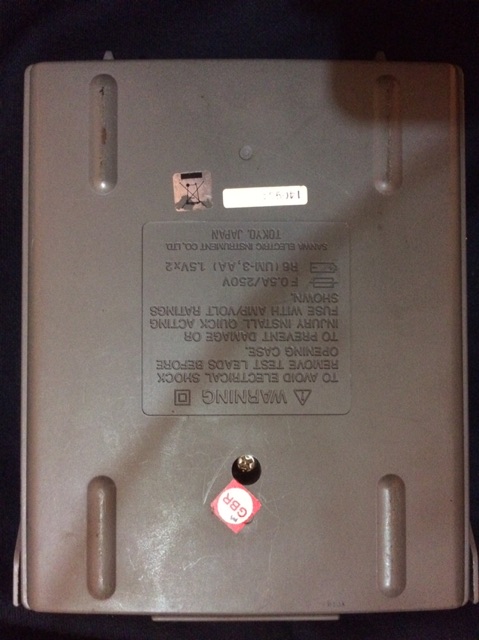 WARNING
TO AVOID ELECTRICAL SHOCK
REMOVE TEST LEADS BEFORE
OPENING CASE.
TO PREVENT DAMAGE OR
INJURY INSTALL QUICK ACTING
FUSE WITH AMP/VOLT RATINGS
SHOWN.
F 0.5A/250V
R6 (UM-3, AA) 1.5V x 2
SANWA ELECTRIC INSTRUMENT CO.,LTD.
TOKYO, JAPAN
GBR